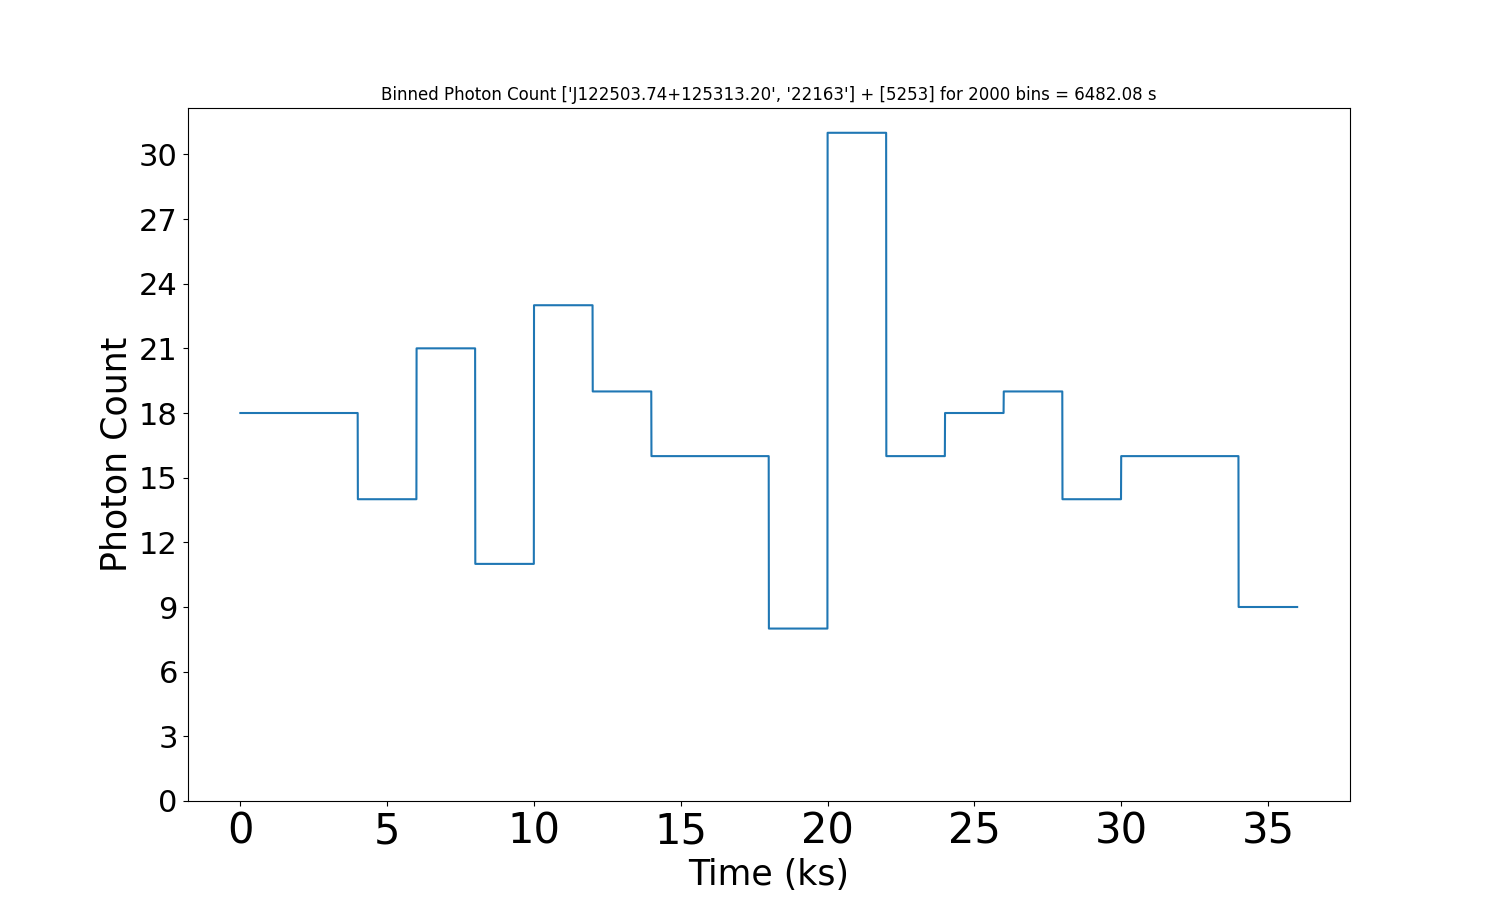 Binned Photon Count ['J122503.74+125313.20', '22163'] + [5253] for 2000 bins = 6482.08 s
30
27
24
21
18
15
12
9
6
3
0
Photon Count
0 5 10 15 20 25 30 35
Time (ks)